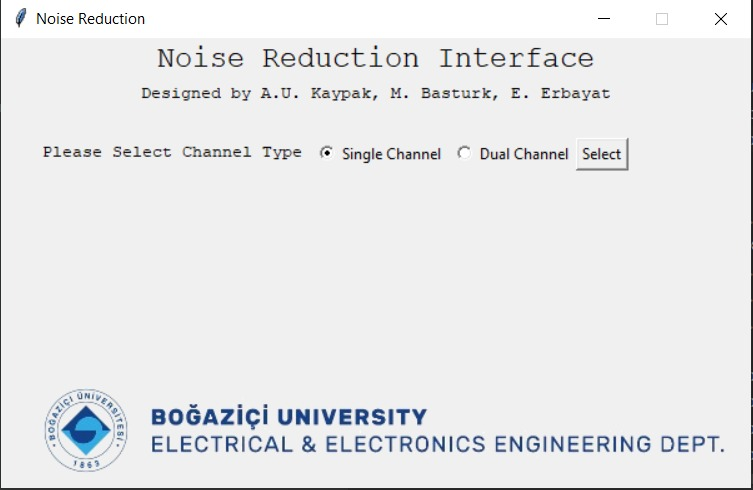 Noise Reduction
Noise Reduction Interface
Designed by A.U. Kaypak, M. Basturk, E. Erbayat
Please Select Channel Type Single Channel Dual Channel Select
BOĞAZİÇİ ÜNİVERSİTESİ
1863
BOĞAZİÇİ UNIVERSITY
ELECTRICAL & ELECTRONICS ENGINEERING DEPT.